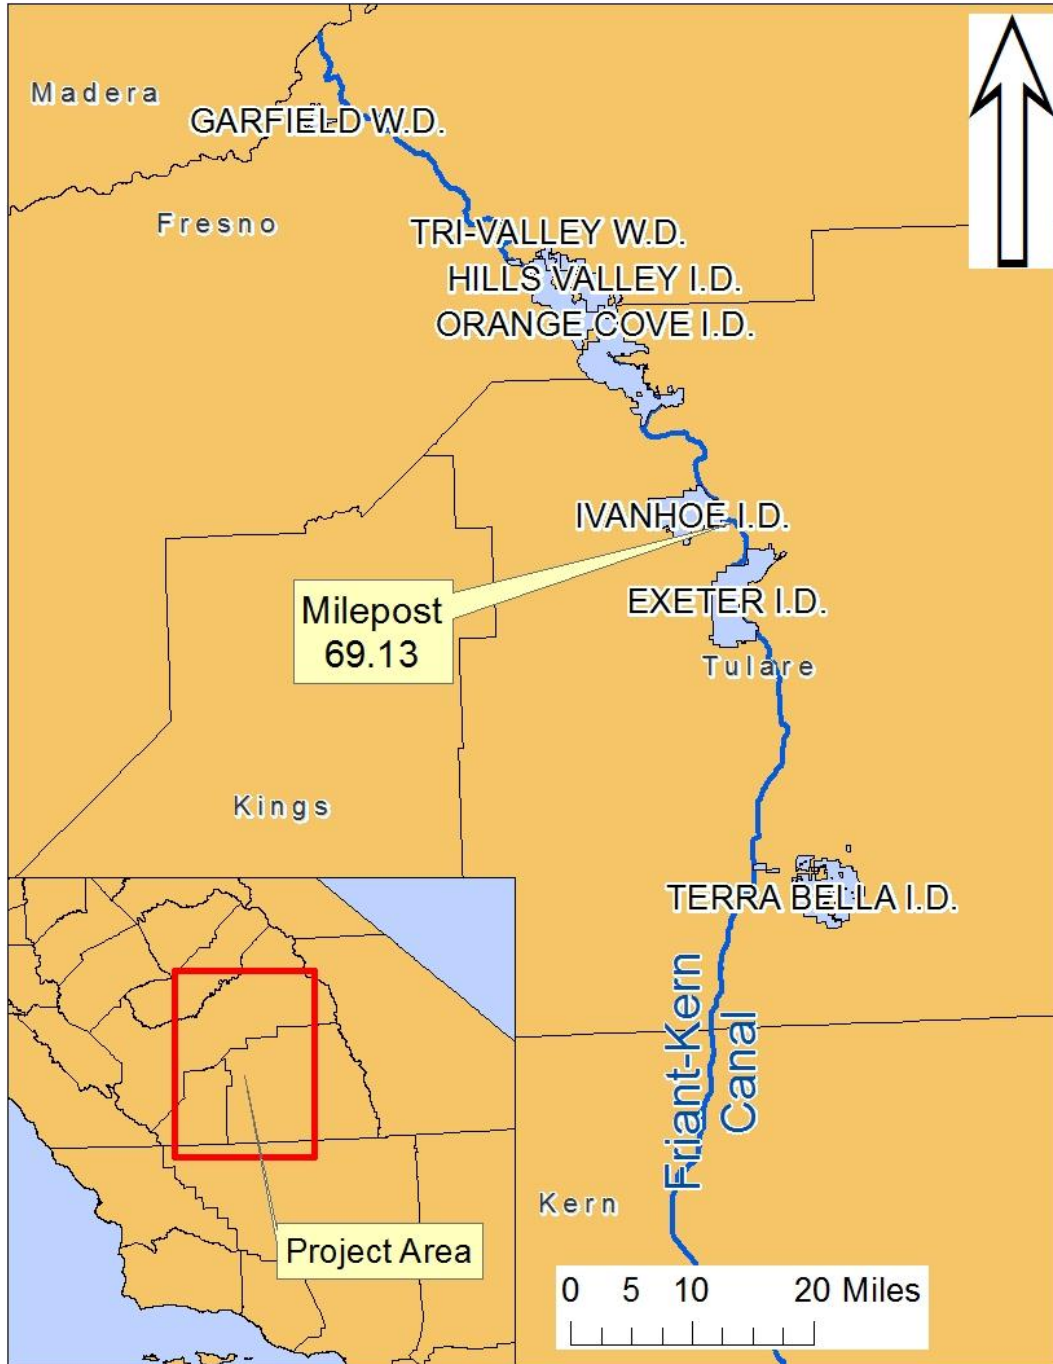 Madera
GARFIELD W.D.
Fresno
TRI-VALLEY W.D.
HILLS VALLEY I.D.
ORANGE COVE I.D.
IVANHOE I.D.
Milepost
69.13
EXETER I.D.
Tulare
Kings
TERRA BELLA I.D.
Friant-Kern
Canal
Kern
Project Area
0 5 10 20 Miles